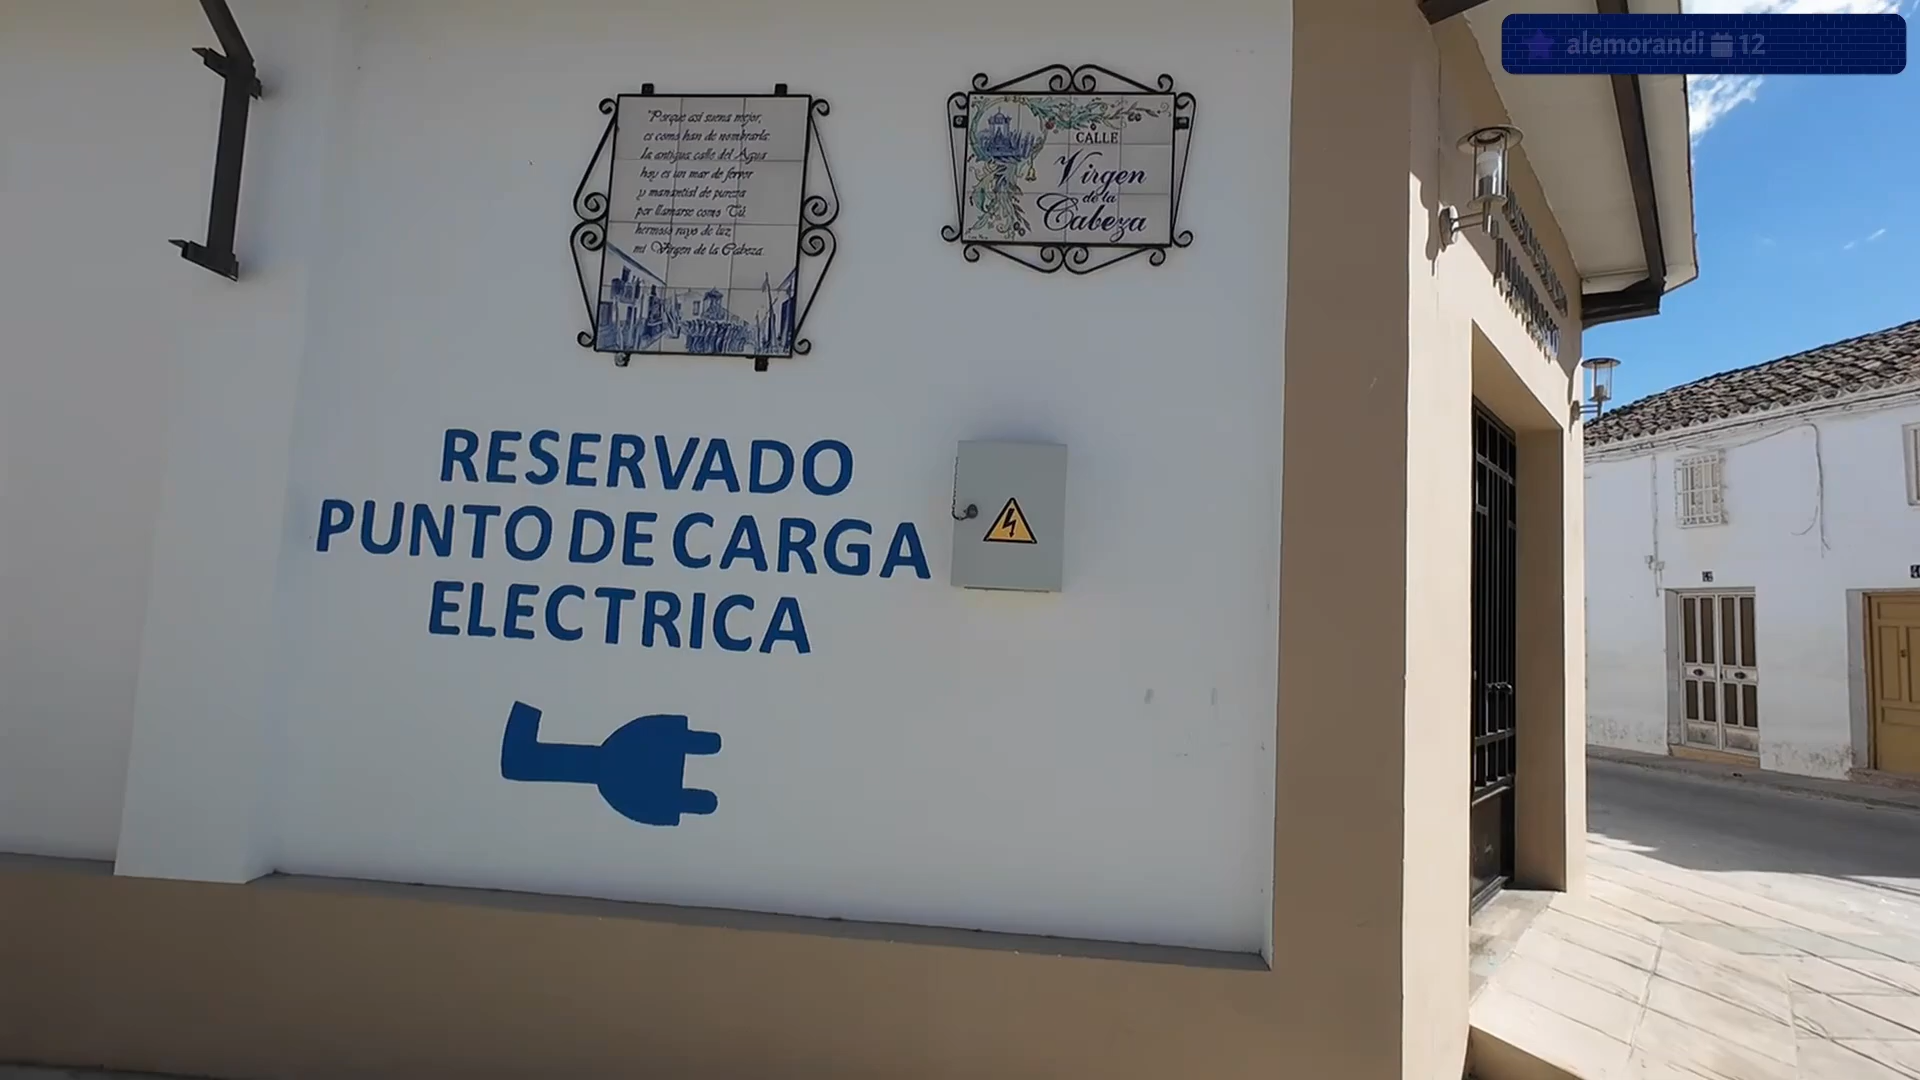 alemorandi 12
"Porque así suena mejor,
es como han de nombrarla:
la antigua calle del Agua
hoy es un mar de fervor
y manantial de pureza
por llamarse como Tú,
hermoso rayo de luz,
mi Virgen de la Cabeza.
CALLE
Virgen
de la
Cabeza
RESERVADO
PUNTO DE CARGA
ELECTRICA